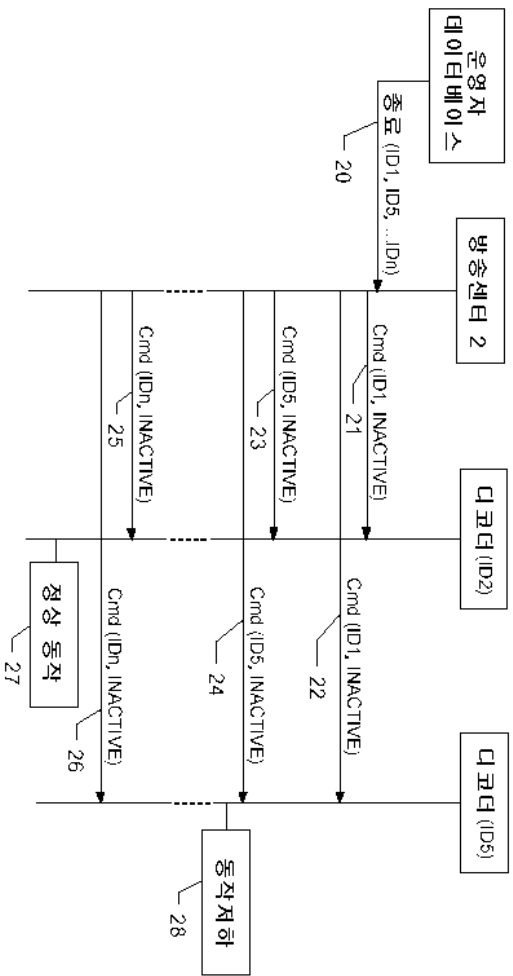 운영자
데이터베이스
방송센터 2
디코더 (ID2)
디코더 (ID5)
종료 (ID1, ID5, ...IDn)
20
Cmd (ID1, INACTIVE)
21
Cmd (ID1, INACTIVE)
22
Cmd (ID5, INACTIVE)
23
Cmd (ID5, INACTIVE)
24
Cmd (IDn, INACTIVE)
25
Cmd (IDn, INACTIVE)
26
정상 동작
27
동작저하
28